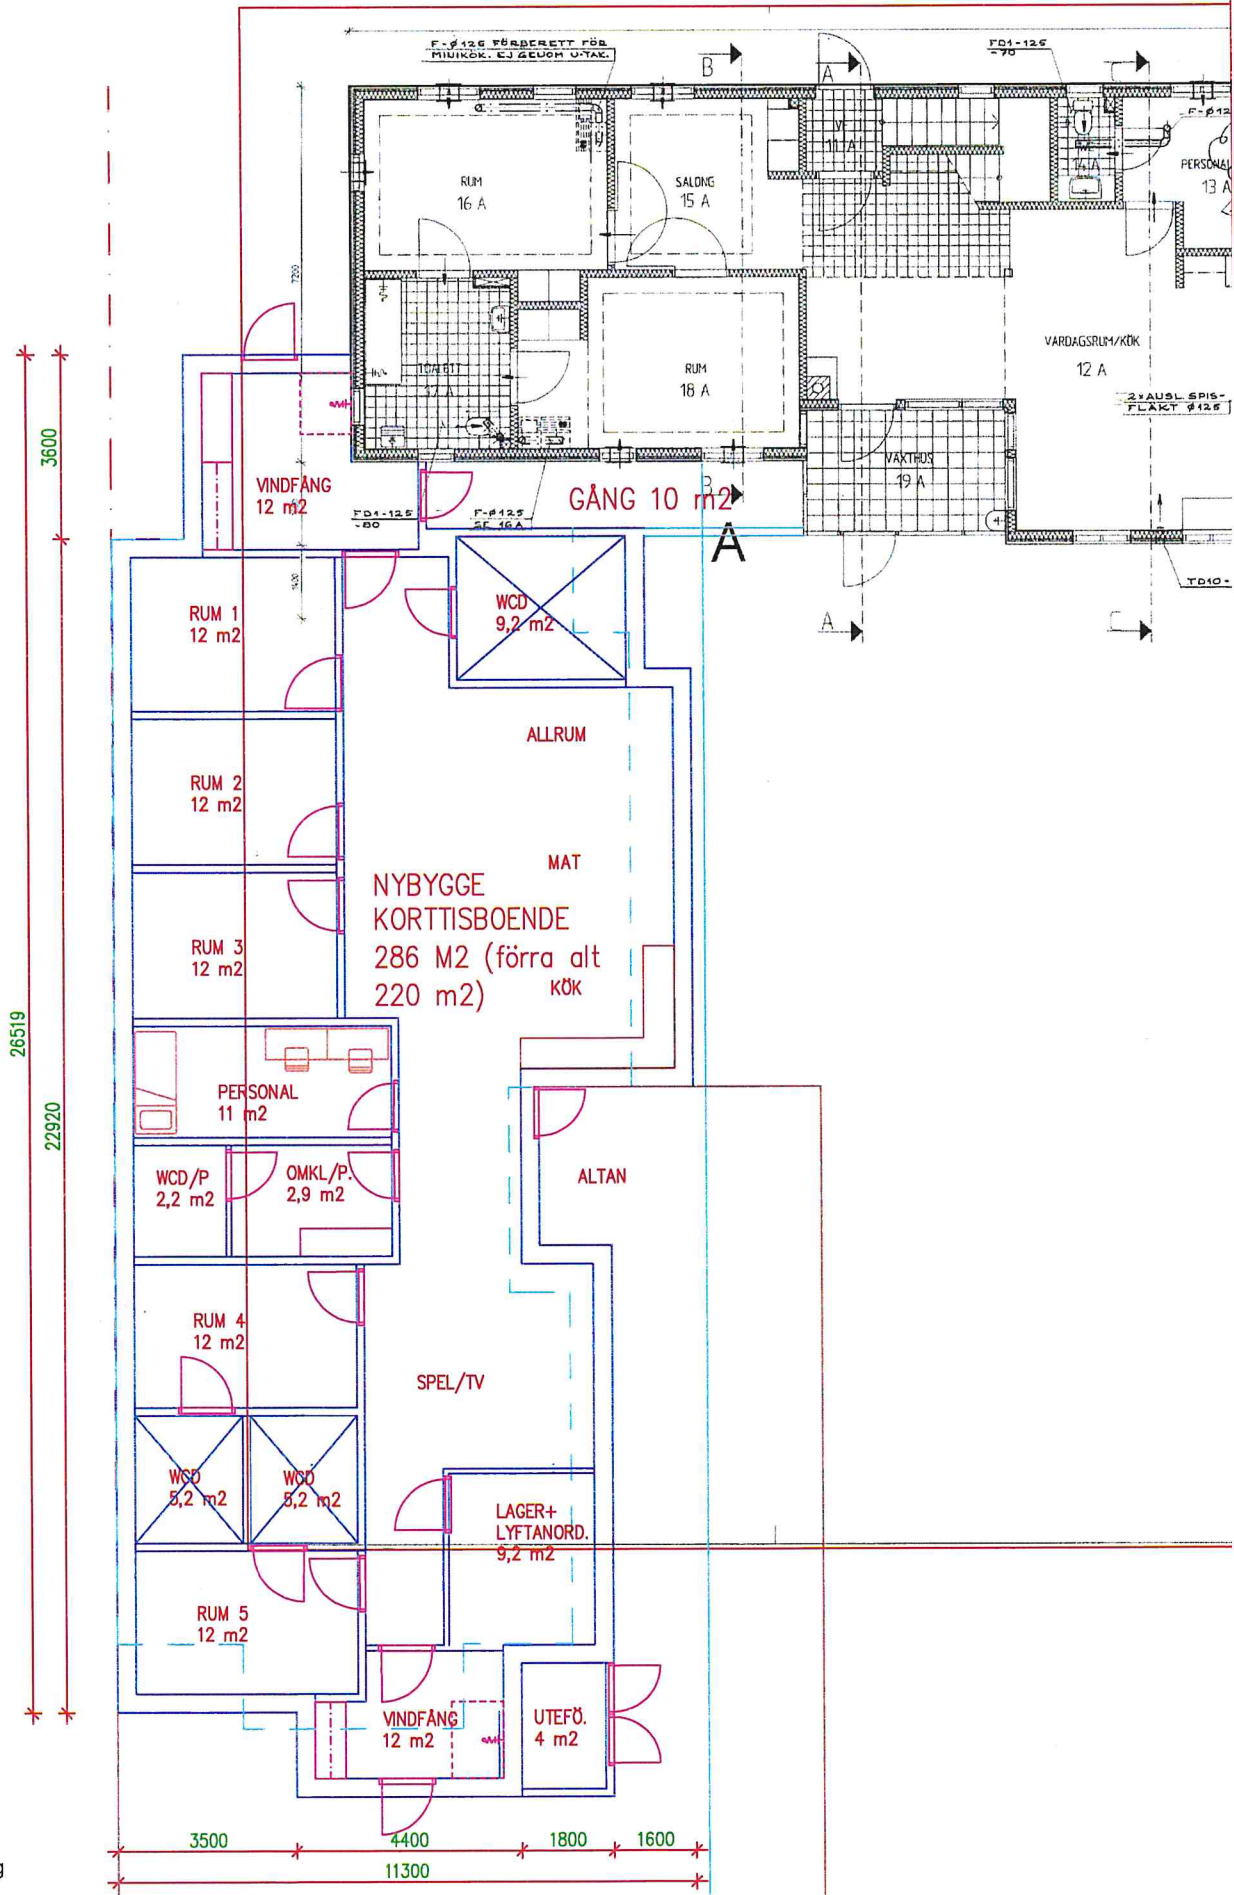 F-Ø125 FÖRBERETT FÖR
MINIKÖK. EJ GENOM U-TAK.
B
A
FD1-125
-70
C
F-Ø12
RUM
16 A
SALONG
15 A
VF
11 A
WC
14 A
PERSONAL
13 A
7200
TOALETT
17 A
RUM
18 A
VARDAGSRUM/KÖK
12 A
2×AUSL. SPIS-
FLÄKT Ø125
VÄXTHUS
19 A
3600
VINDFÅNG
12 m2
FD1-125
-80
F-Ø125
SE 16A
GÅNG 10 m2
B
A
TD10-
A
C
RUM 1
12 m2
WCD
9,2 m2
ALLRUM
RUM 2
12 m2
MAT
NYBYGGE
KORTTISBOENDE
286 M2 (förra alt
220 m2)
KÖK
RUM 3
12 m2
26519
22920
PERSONAL
11 m2
WCD/P
2,2 m2
OMKL/P.
2,9 m2
ALTAN
RUM 4
12 m2
SPEL/TV
WCD
5,2 m2
WCD
5,2 m2
LAGER+
LYFTANORD.
9,2 m2
RUM 5
12 m2
VINDFÅNG
12 m2
UTEFÖ.
4 m2
3500
4400
1800
1600
11300
g